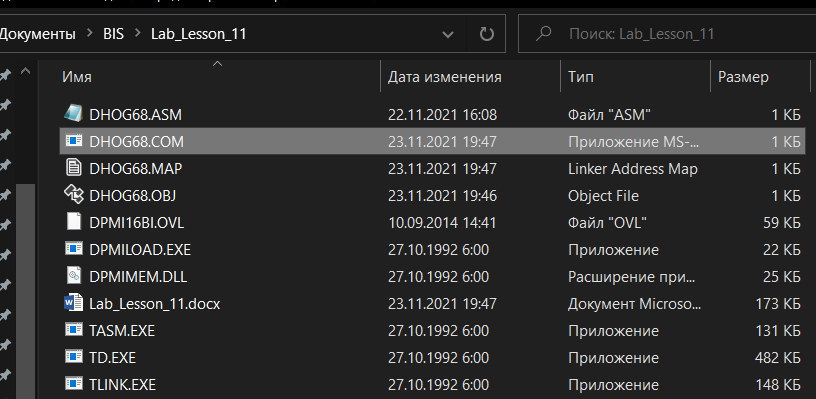 Документы > BIS > Lab_Lesson_11 Поиск: Lab_Lesson_11
Имя Дата изменения Тип Размер
DHOG68.ASM 22.11.2021 16:08 Файл "ASM" 1 КБ
DHOG68.COM 23.11.2021 19:47 Приложение MS-... 1 КБ
DHOG68.MAP 23.11.2021 19:47 Linker Address Map 1 КБ
DHOG68.OBJ 23.11.2021 19:46 Object File 1 КБ
DPMI16BI.OVL 10.09.2014 14:41 Файл "OVL" 59 КБ
DPMILOAD.EXE 27.10.1992 6:00 Приложение 22 КБ
DPMIMEM.DLL 27.10.1992 6:00 Расширение при... 25 КБ
Lab_Lesson_11.docx 23.11.2021 19:47 Документ Microso... 173 КБ
TASM.EXE 27.10.1992 6:00 Приложение 131 КБ
TD.EXE 27.10.1992 6:00 Приложение 482 КБ
TLINK.EXE 27.10.1992 6:00 Приложение 148 КБ